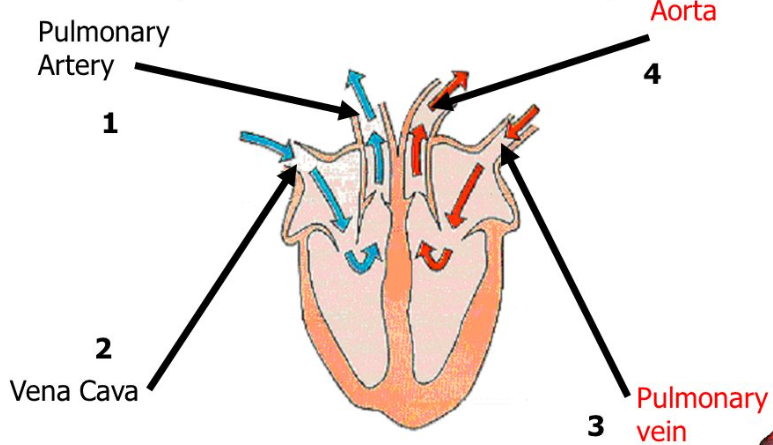 Pulmonary
Artery
1
Aorta
4
2
Vena Cava
Pulmonary
vein
3